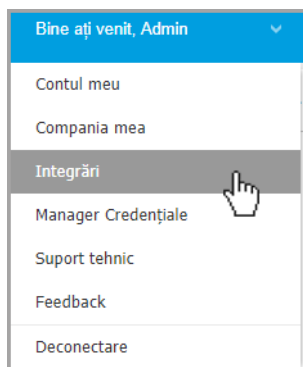 Bine ați venit, Admin
Contul meu
Compania mea
Integrări
Manager Credențiale
Suport tehnic
Feedback
Deconectare